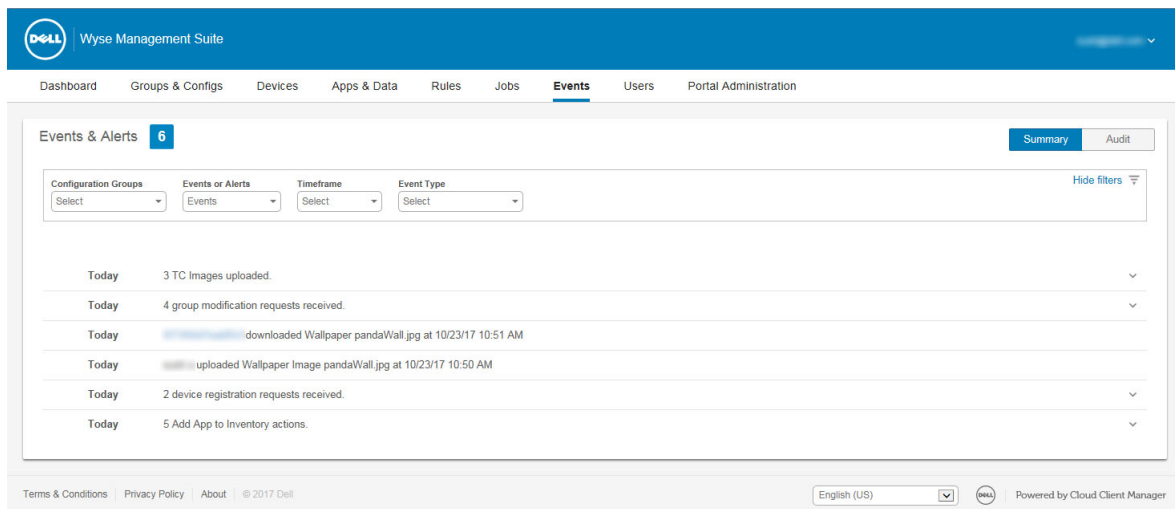 DELL Wyse Management Suite
Dashboard Groups & Configs Devices Apps & Data Rules Jobs Events Users Portal Administration
Events & Alerts 6
Summary Audit
Hide filters
Configuration Groups Events or Alerts Timeframe Event Type
Select Events Select Select
Today 3 TC Images uploaded.
Today 4 group modification requests received.
Today downloaded Wallpaper pandaWall.jpg at 10/23/17 10:51 AM
Today uploaded Wallpaper Image pandaWall.jpg at 10/23/17 10:50 AM
Today 2 device registration requests received.
Today 5 Add App to Inventory actions.
Terms & Conditions Privacy Policy About © 2017 Dell English (US) DELL Powered by Cloud Client Manager